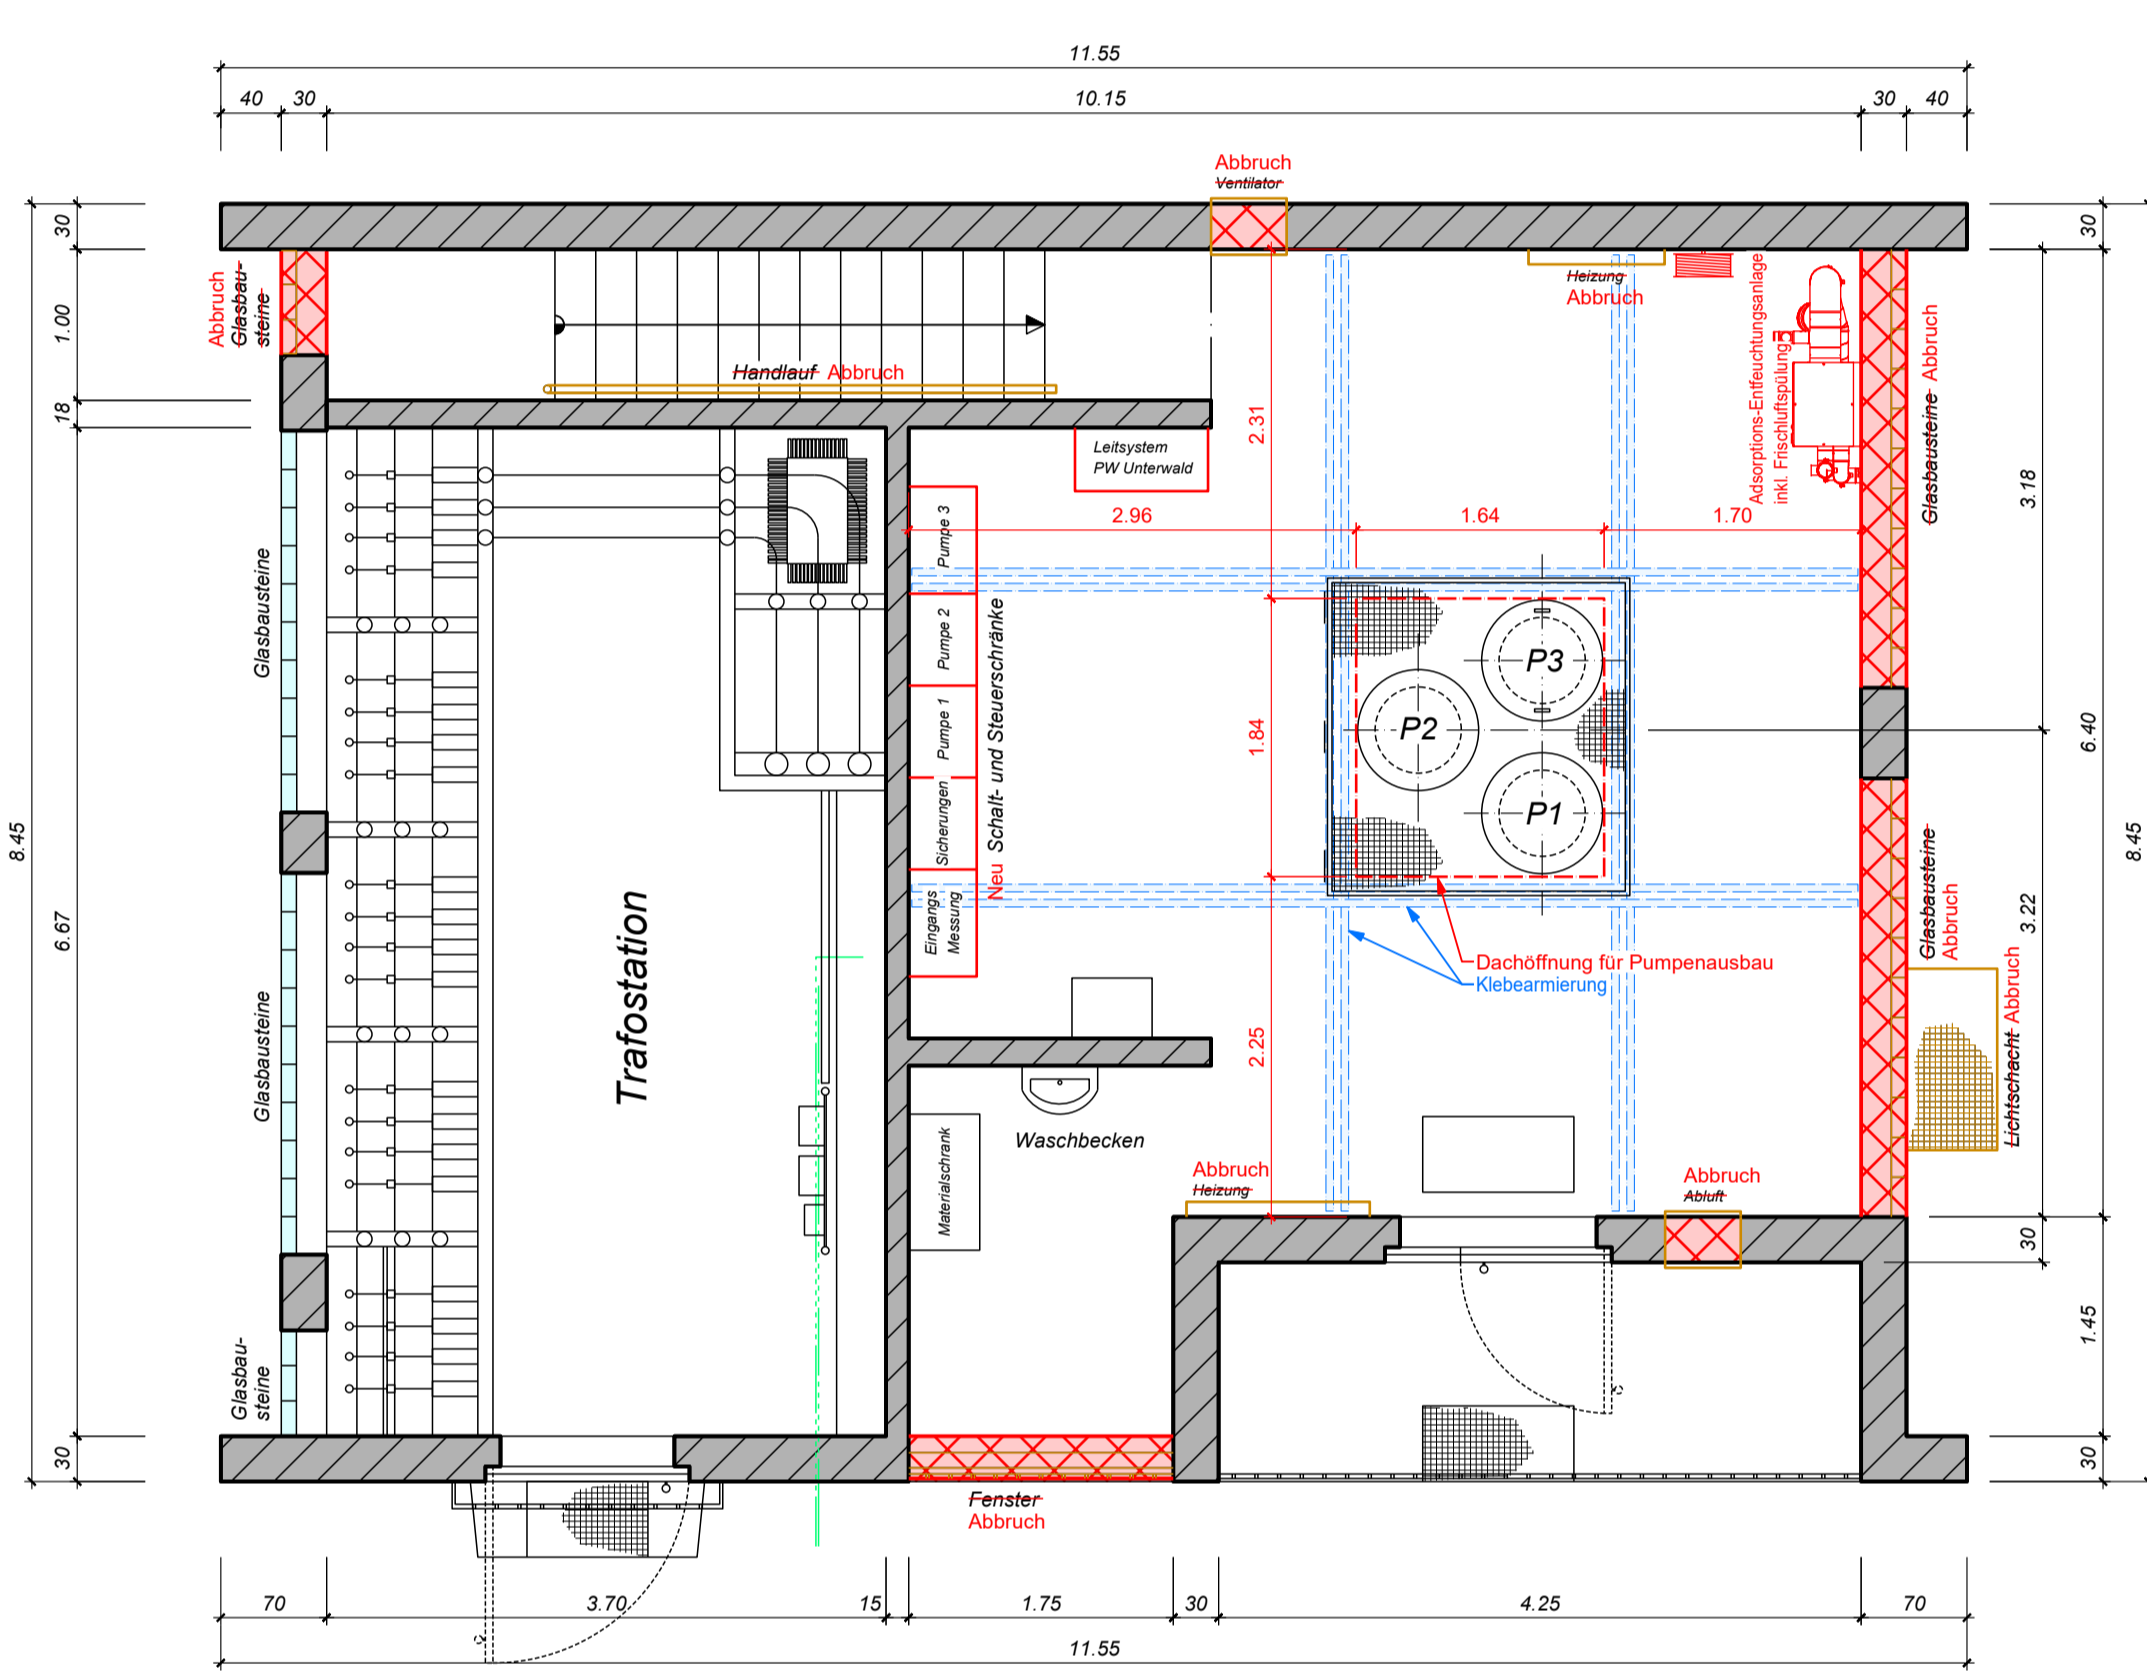 11.55
40 30 10.15 30 40
Abbruch
Ventilator
30
1.00
18
6.67
30
8.45
Abbruch
Glasbau-
steine
Handlauf Abbruch
Heizung
Abbruch
Adsorptions-Entfeuchtungsanlage
inkl. Frischluftspülung
Glasbausteine Abbruch
30
3.18
6.40
3.22
30
1.45
30
8.45
Leitsystem
PW Unterwald
2.31
2.96 1.64 1.70
1.84
2.25
Glasbausteine
Glasbausteine
Glasbau-
steine
Trafostation
Pumpe 3
Pumpe 2
Pumpe 1
Sicherungen
Eingangs
Messung
Neu Schalt- und Steuerschränke
P3
P2
P1
Dachöffnung für Pumpenausbau
Klebearmierung
Glasbausteine
Abbruch
Lichtschacht Abbruch
Waschbecken
Materialschrank
Abbruch
Heizung
Abbruch
Abluft
Fenster
Abbruch
70 3.70 15 1.75 30 4.25 70
11.55